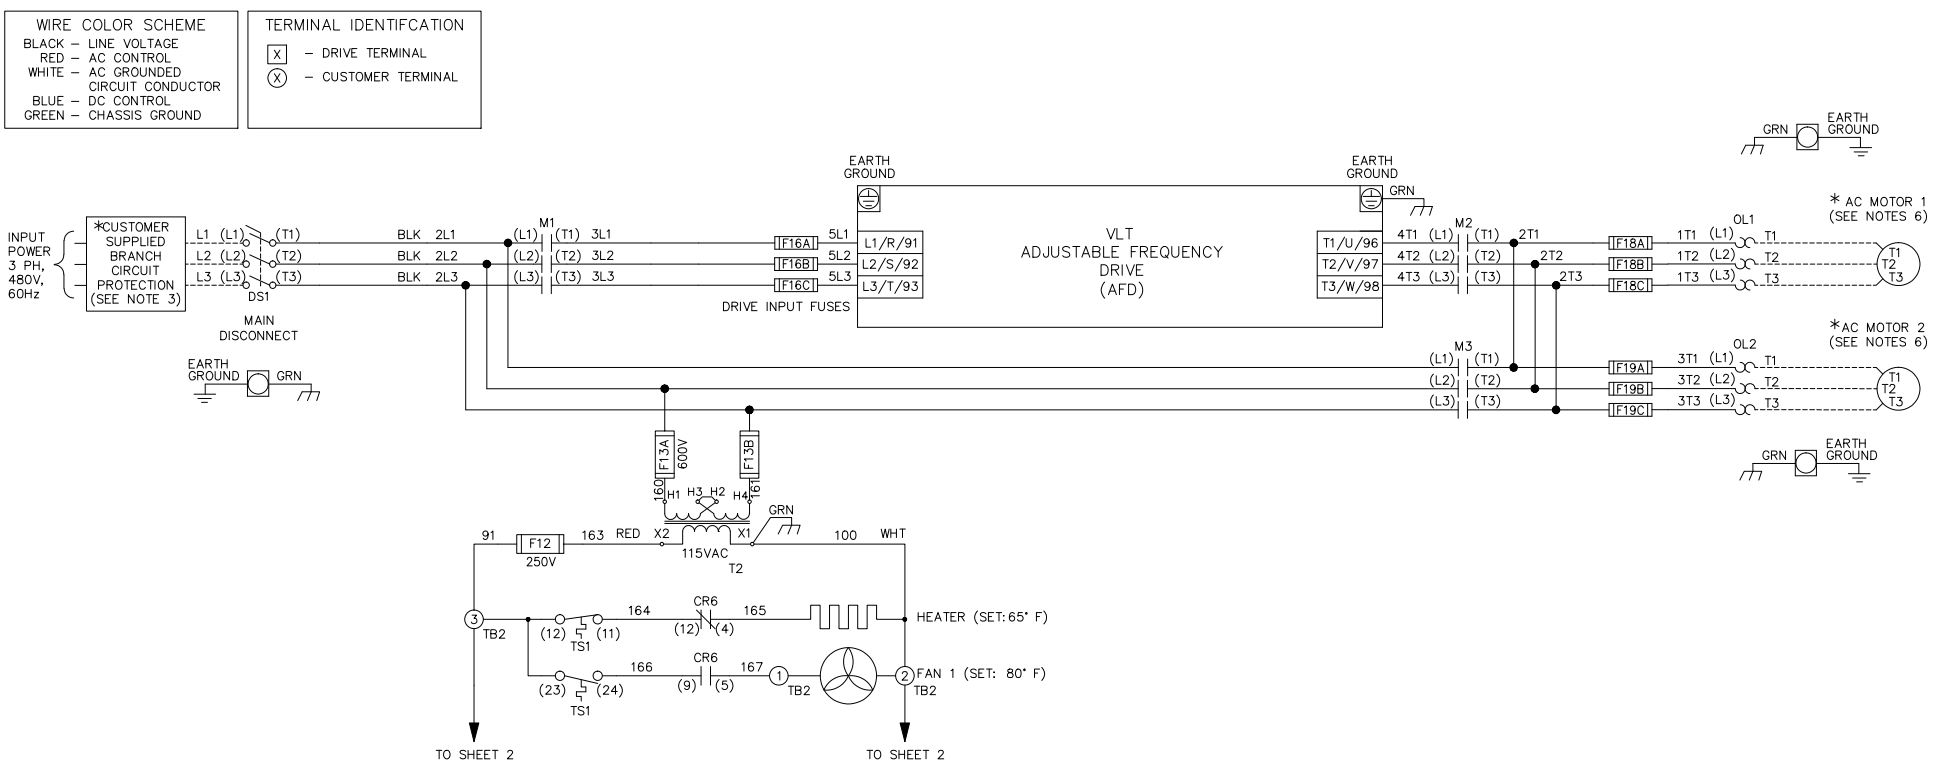 WIRE COLOR SCHEME
BLACK – LINE VOLTAGE
RED – AC CONTROL
WHITE – AC GROUNDED
CIRCUIT CONDUCTOR
BLUE – DC CONTROL
GREEN – CHASSIS GROUND
TERMINAL IDENTIFCATION
X – DRIVE TERMINAL
X – CUSTOMER TERMINAL
INPUT
POWER
3 PH,
480V,
60Hz
*CUSTOMER
SUPPLIED
BRANCH
CIRCUIT
PROTECTION
(SEE NOTE 3)
L1 (L1) (T1) BLK 2L1 (L1) M1 (T1) 3L1 F16A 5L1 L1/R/91
L2 (L2) (T2) BLK 2L2 (L2) (T2) 3L2 F16B 5L2 L2/S/92
L3 (L3) (T3) BLK 2L3 (L3) (T3) 3L3 F16C 5L3 L3/T/93
DS1
MAIN
DISCONNECT
DRIVE INPUT FUSES
EARTH
GROUND
GRN
EARTH
GROUND
VLT
ADJUSTABLE FREQUENCY
DRIVE
(AFD)
EARTH
GROUND
GRN
T1/U/96 4T1 (L1) M2 (T1) 2T1 F18A 1T1 (L1) OL1 T1
T2/V/97 4T2 (L2) (T2) 2T2 F18B 1T2 (L2) T2
T3/W/98 4T3 (L3) (T3) 2T3 F18C 1T3 (L3) T3
GRN
EARTH
GROUND
* AC MOTOR 1
(SEE NOTES 6)
T1
T2
T3
(L1) M3 (T1) F19A 3T1 (L1) OL2 T1
(L2) (T2) F19B 3T2 (L2) T2
(L3) (T3) F19C 3T3 (L3) T3
*AC MOTOR 2
(SEE NOTES 6)
T1
T2
T3
GRN
EARTH
GROUND
F13A
600V
F13B
160
161
H1 H3 H2 H4
GRN
91 F12 163 RED X2 X1 100 WHT
250V
115VAC
T2
3
TB2
(12) (11)
TS1
164
CR6
(12) (4)
165
HEATER (SET:65° F)
(23) (24)
TS1
166
CR6
(9) (5)
167
1
TB2
2
TB2
FAN 1 (SET: 80° F)
TO SHEET 2
TO SHEET 2